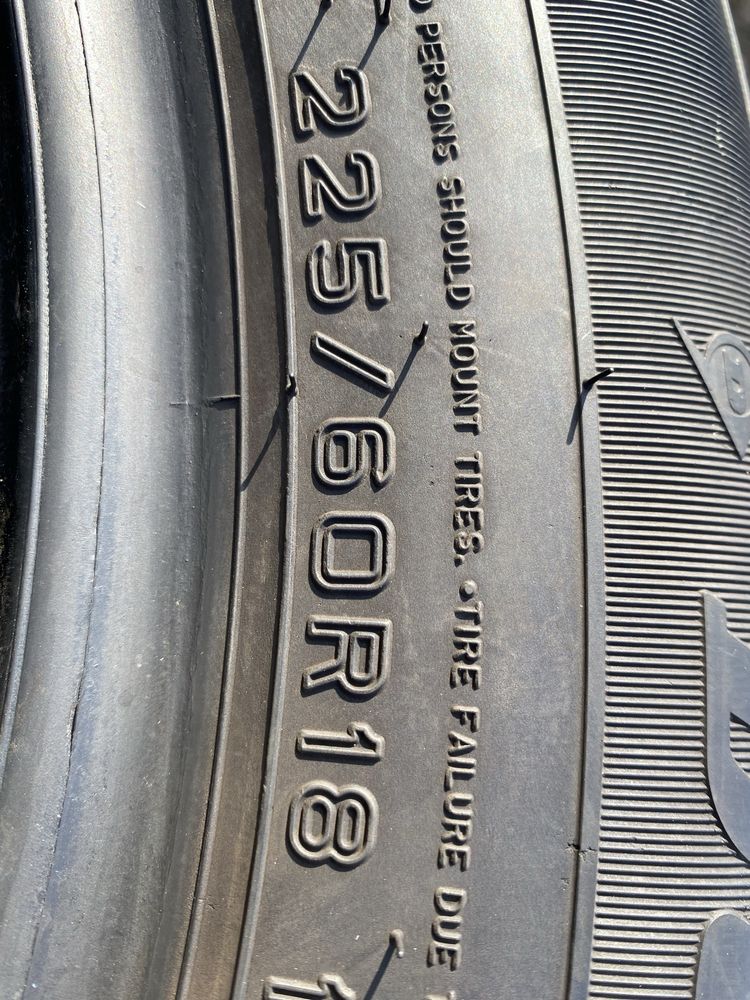 225/60R18
PERSONS SHOULD MOUNT TIRES. •TIRE FAILURE DUE